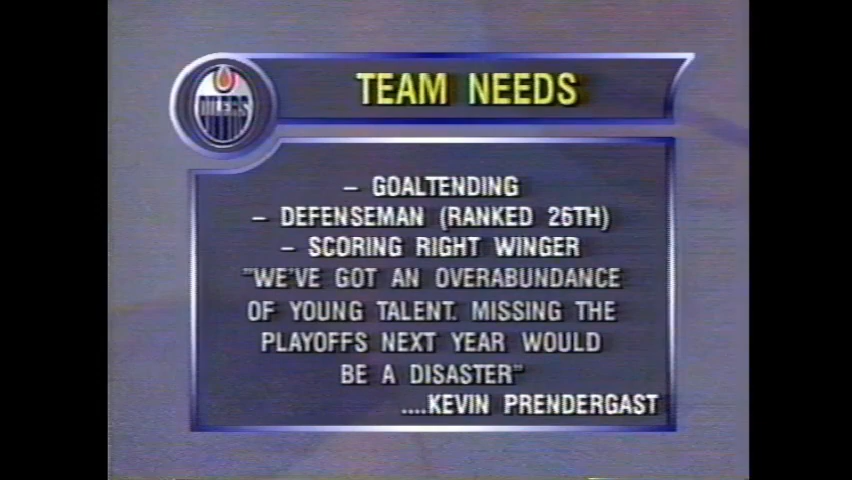 OILERS
TEAM NEEDS
– GOALTENDING
– DEFENSEMAN (RANKED 26TH)
– SCORING RIGHT WINGER
"WE'VE GOT AN OVERABUNDANCE
OF YOUNG TALENT. MISSING THE
PLAYOFFS NEXT YEAR WOULD
BE A DISASTER"
....KEVIN PRENDERGAST